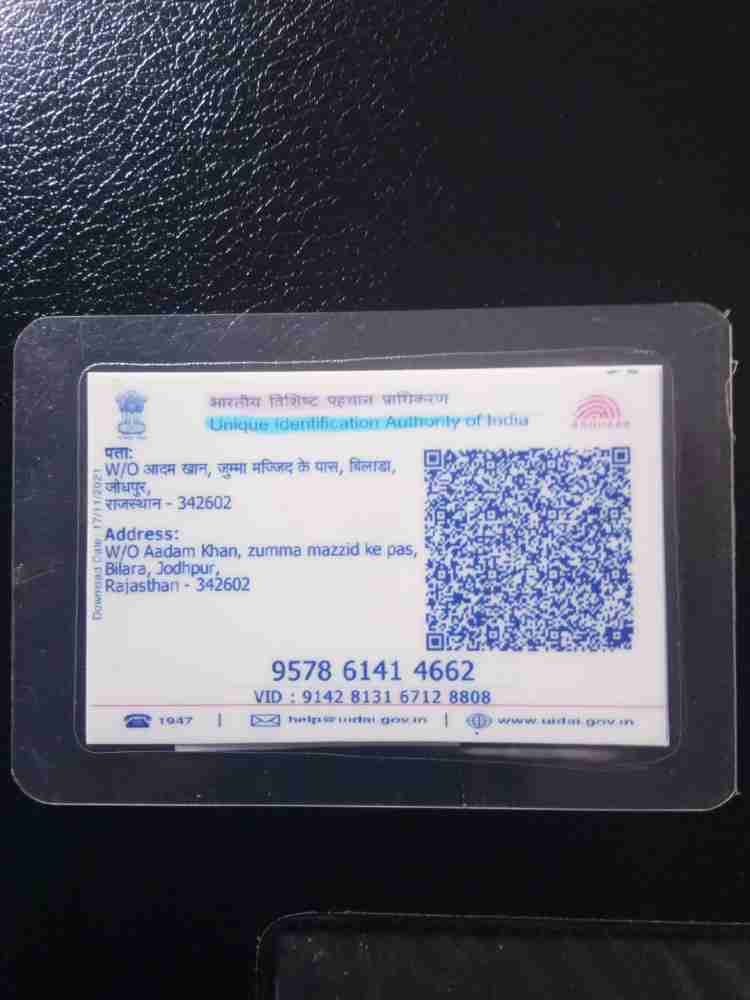 भारतीय विशिष्ट पहचान प्राधिकरण
Unique Identification Authority of India
AADHAAR
पता:
W/O आदम खान, जुम्मा मज्जिद के पास, बिलाडा,
जोधपुर,
राजस्थान - 342602
Address:
W/O Aadam Khan, zumma mazzid ke pas,
Bilara, Jodhpur,
Rajasthan - 342602
Download Date: 17/11/2021
9578 6141 4662
VID : 9142 8131 6712 8808
1947 | help@uidai.gov.in | www.uidai.gov.in